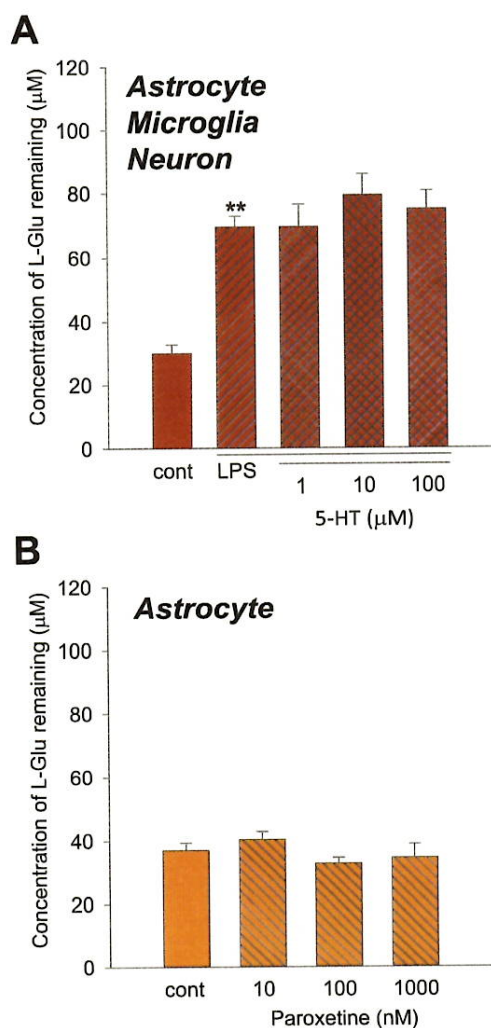 A
Concentration of L-Glu remaining (μM)
120
100
80
60
40
20
0
Astrocyte
Microglia
Neuron
**
cont
LPS
1
10
100
5-HT (μM)
B
Concentration of L-Glu remaining (μM)
120
100
80
60
40
20
0
Astrocyte
cont
10
100
1000
Paroxetine (nM)